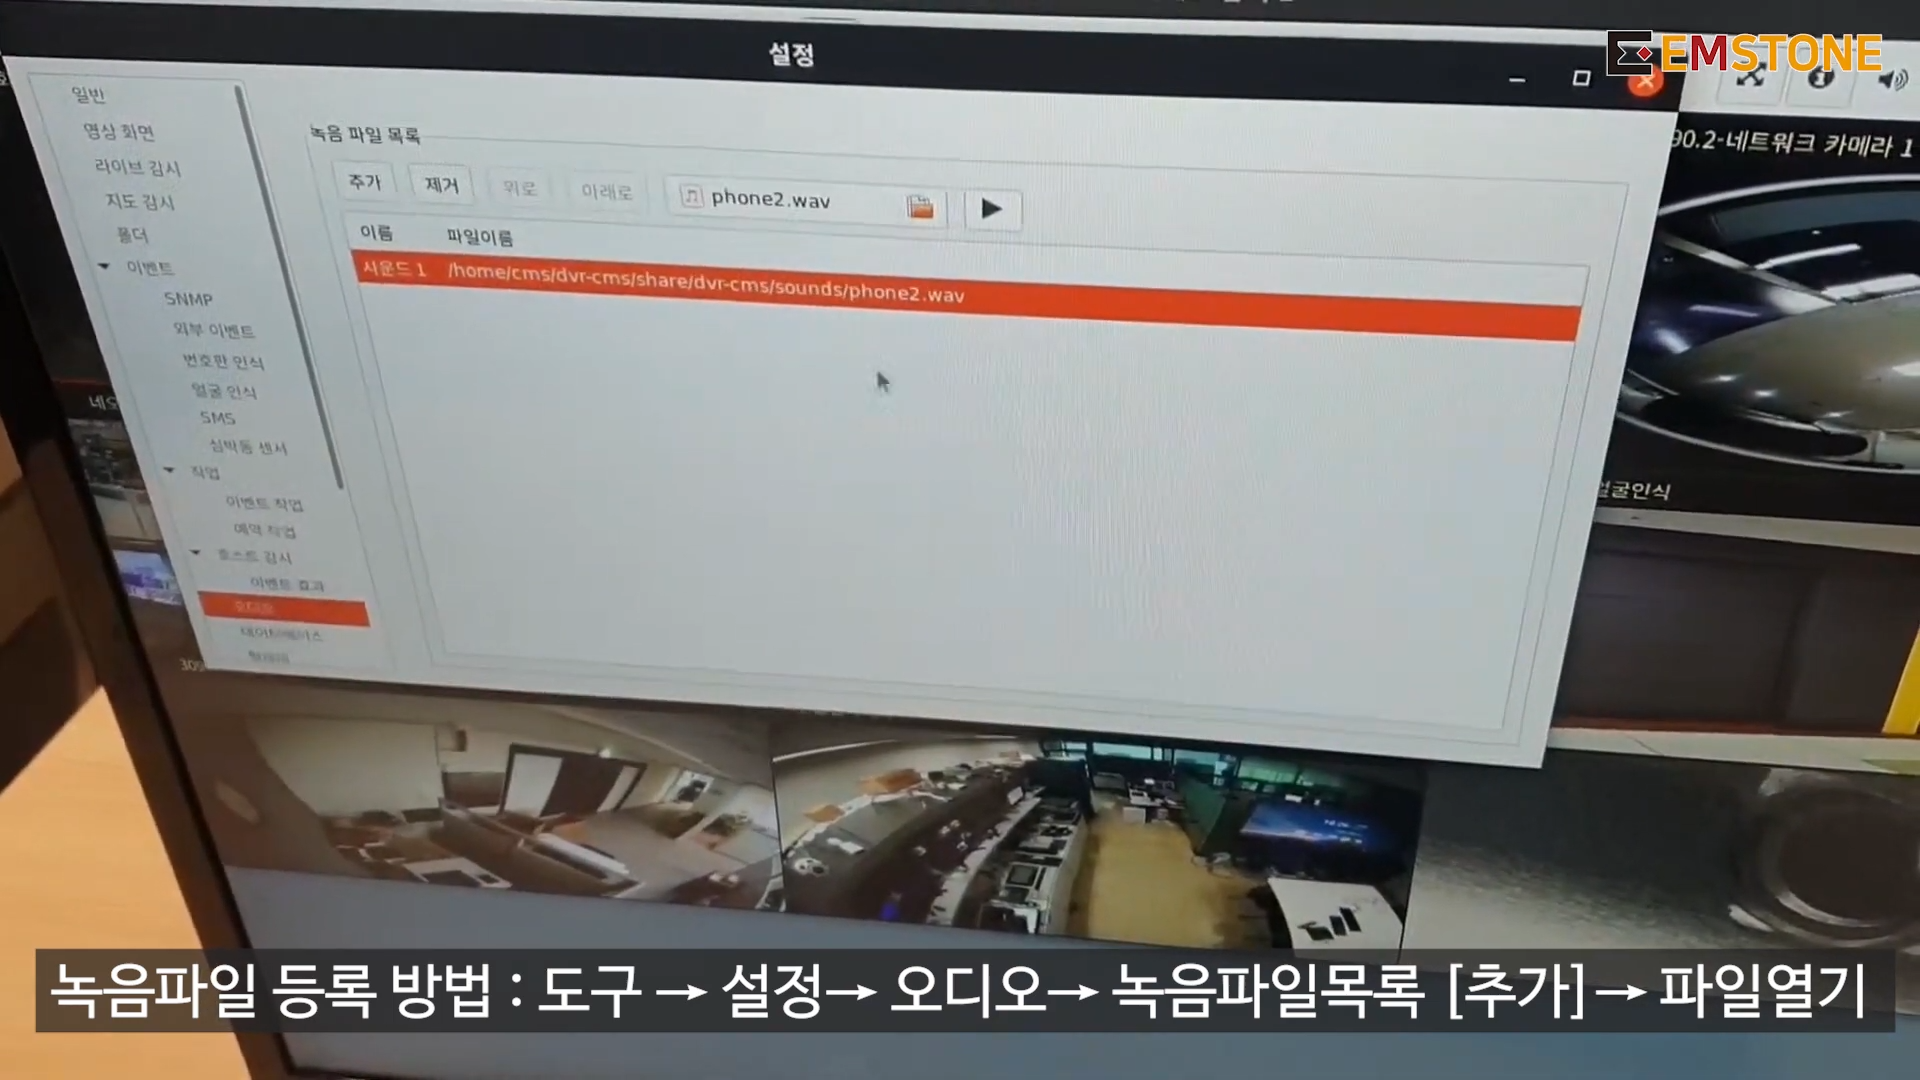 설정
EMSTONE
일반
영상 화면
라이브 감시
지도 감시
폴더
이벤트
SNMP
외부 이벤트
번호판 인식
얼굴 인식
SMS
심박동 센서
작업
이벤트 작업
예약 작업
호스트 감시
이벤트 효과
오디오
데이터베이스
녹음 파일 목록
추가 제거 위로 아래로 phone2.wav
이름 파일이름
사운드 1 /home/cms/dvr-cms/share/dvr-cms/sounds/phone2.wav
90.2-네트워크 카메라 1
얼굴인식
녹음파일 등록 방법 : 도구 → 설정→ 오디오→ 녹음파일목록 [추가]→ 파일열기